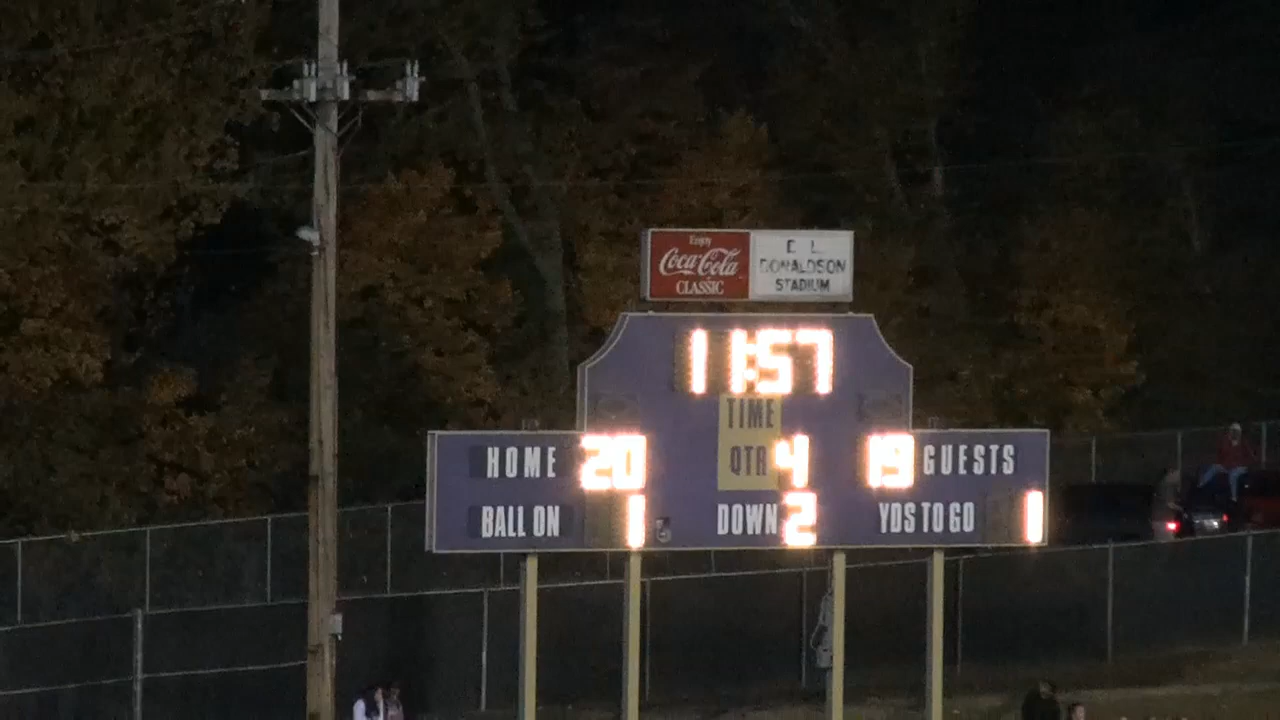 Enjoy
Coca-Cola
CLASSIC
E L
DONALDSON
STADIUM
11:57
TIME
HOME 20
QTR 4
19 GUESTS
BALL ON 1
DOWN 2
YDS TO GO 1